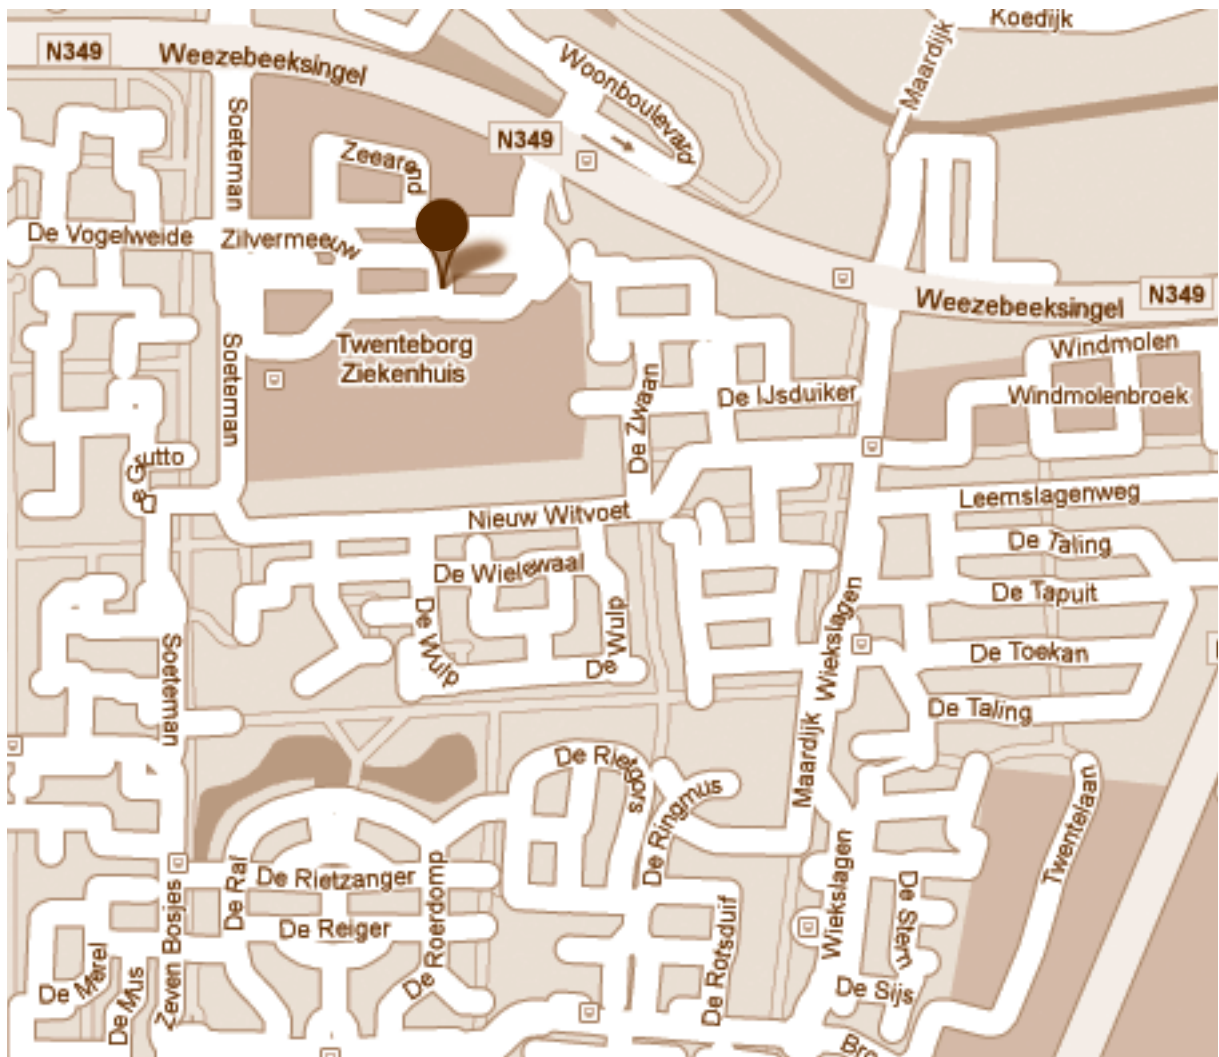 Koedijk
N349
Weezebeeksingel
Woonboulevard
Maardijk
Soeteman
N349
Zeearend
De Vogelweide
Zilvermeeuw
Weezebeeksingel
N349
Twenteborg
Ziekenhuis
Soeteman
Windmolen
De Zwaan
De IJsduiker
Windmolenbroek
Grutto
Leemslagenweg
Nieuw Witvoet
De Taling
De Wielewaal
De Tapuit
De Wulp
De Wulp
Wiekslagen
Soeteman
De Toekan
De Taling
De Rietgors
Maardijk
De Ringmus
Twentelaan
De Ral
De Rietzanger
De Roerdomp
Wiekslagen
De Stern
Zeven Bosjes
De Reiger
De Rotsduif
De Merel
De Mus
De Sijs
Bro